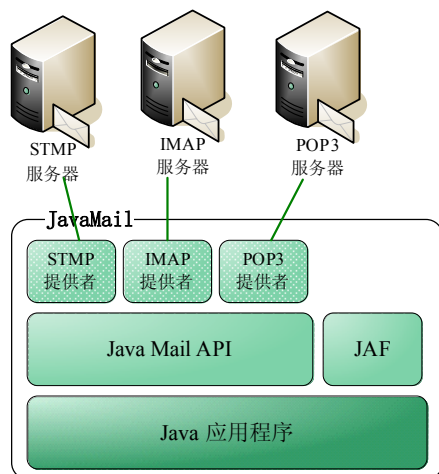 STMP
服务器
IMAP
服务器
POP3
服务器
JavaMail
STMP
提供者
IMAP
提供者
POP3
提供者
Java Mail API
JAF
Java 应用程序